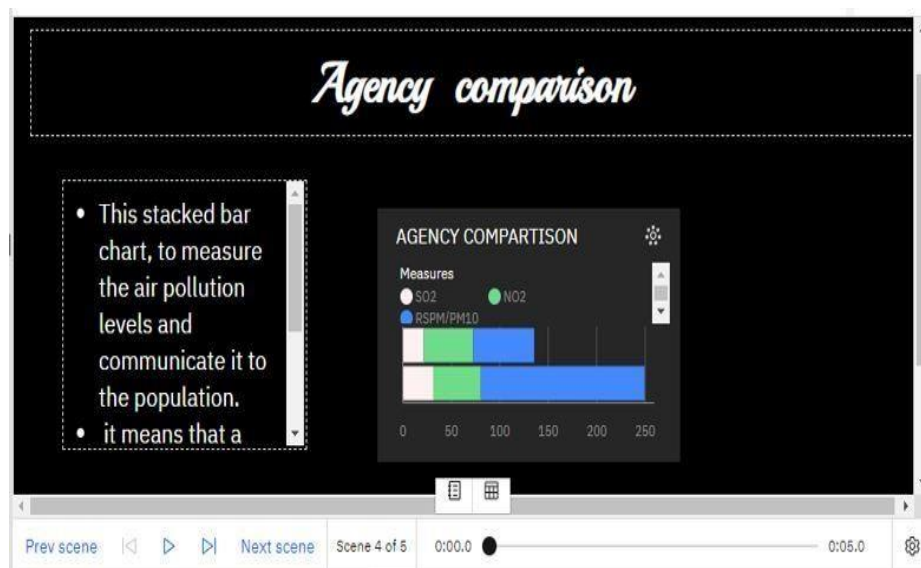 Agency comparison
• This stacked bar
chart, to measure
the air pollution
levels and
communicate it to
the population.
• it means that a
AGENCY COMPARTISON
Measures
SO2 NO2
RSPM/PM10
0 50 100 150 200 250
Prev scene Next scene Scene 4 of 5 0:00.0 0:05.0